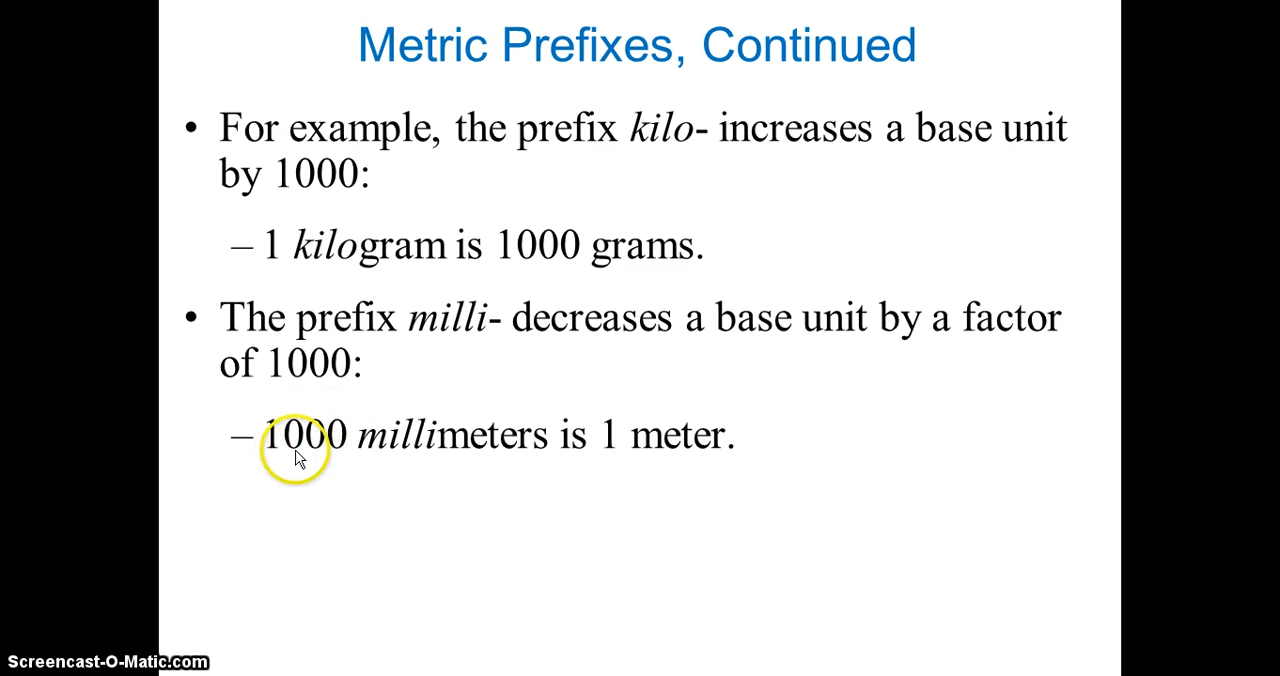 Metric Prefixes, Continued
• For example, the prefix kilo- increases a base unit
by 1000:
– 1 kilogram is 1000 grams.
• The prefix milli- decreases a base unit by a factor
of 1000:
– 1000 millimeters is 1 meter.
Screencast-O-Matic.com